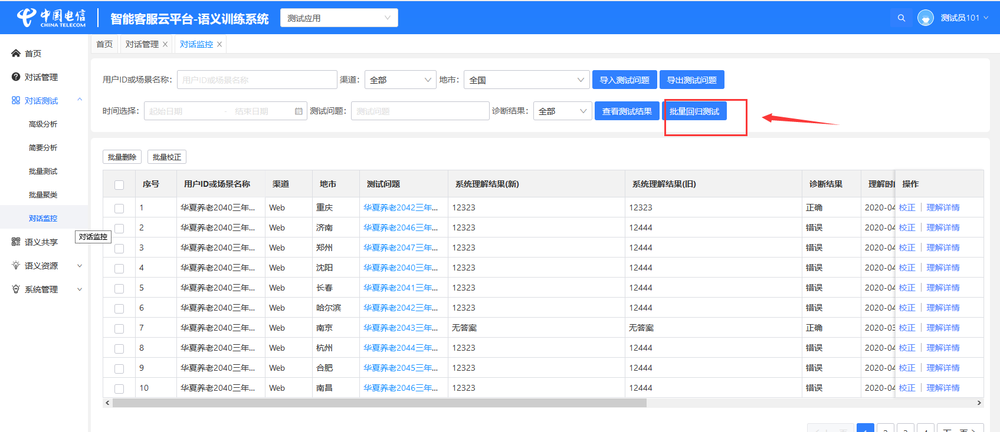 中国电信 CHINA TELECOM 智能客服云平台-语义训练系统 测试应用 测试员101
首页 对话管理 对话监控
首页
对话管理
对话测试
高级分析
简要分析
批量测试
批量聚类
对话监控
对话监控
语义共享
语义资源
系统管理
用户ID或场景名称: 用户ID或场景名称 渠道: 全部 地市: 全国 导入测试问题 导出测试问题
时间选择: 起始日期 - 结束日期 测试问题: 测试问题 诊断结果: 全部 查看测试结果 批量回归测试
批量删除 批量校正
序号 用户ID或场景名称 渠道 地市 测试问题 系统理解结果(新) 系统理解结果(旧) 诊断结果 理解时 操作
1 华夏养老2040三年... Web 重庆 华夏养老2042三年... 12323 12323 正确 2020-04 校正 理解详情
2 华夏养老2040三年... Web 济南 华夏养老2046三年... 12323 12444 错误 2020-04 校正 理解详情
3 华夏养老2040三年... Web 郑州 华夏养老2047三年... 12323 12444 错误 2020-04 校正 理解详情
4 华夏养老2040三年... Web 沈阳 华夏养老2040三年... 12323 12444 错误 2020-04 校正 理解详情
5 华夏养老2040三年... Web 长春 华夏养老2041三年... 12323 12444 错误 2020-04 校正 理解详情
6 华夏养老2040三年... Web 哈尔滨 华夏养老2042三年... 12323 12444 错误 2020-04 校正 理解详情
7 华夏养老2040三年... Web 南京 华夏养老2043三年... 无答案 无答案 正确 2020-03 校正 理解详情
8 华夏养老2040三年... Web 杭州 华夏养老2044三年... 12323 12444 错误 2020-04 校正 理解详情
9 华夏养老2040三年... Web 合肥 华夏养老2045三年... 12323 12444 错误 2020-04 校正 理解详情
10 华夏养老2040三年... Web 南昌 华夏养老2046三年... 12323 12444 错误 2020-04 校正 理解详情